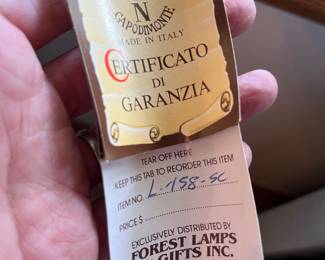 N
CAPODIMONTE
MADE IN ITALY
CERTIFICATO
DI
GARANZIA
TEAR OFF HERE
KEEP THIS TAB TO REORDER THIS ITEM
ITEM NO. L-158-SC
PRICE $
EXCLUSIVELY DISTRIBUTED BY
FOREST LAMPS
GIFTS INC.